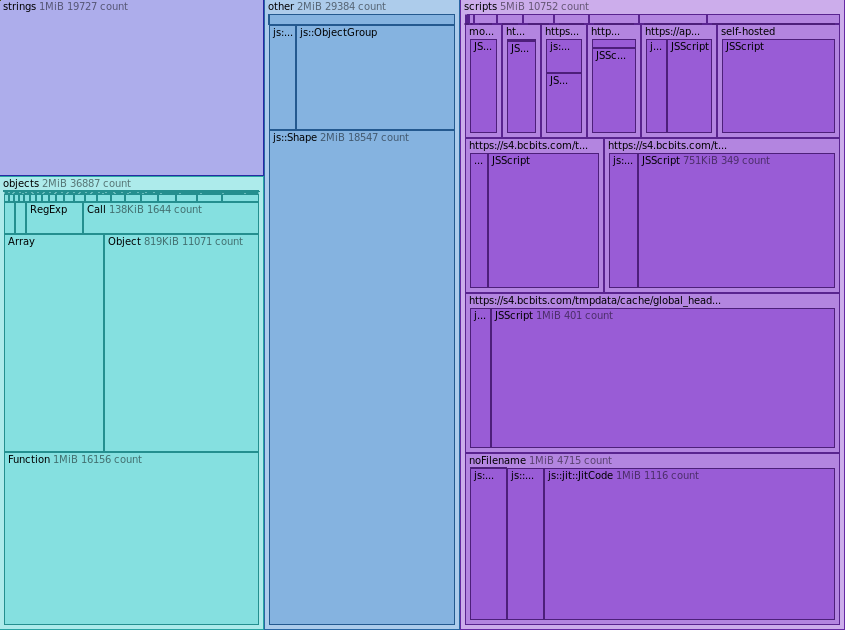 strings 1MiB 19727 count
objects 2MiB 36887 count
RegExp
Call 138KiB 1644 count
Array
Object 819KiB 11071 count
Function 1MiB 16156 count
other 2MiB 29384 count
js:...
js::ObjectGroup
js::Shape 2MiB 18547 count
scripts 5MiB 10752 count
mo...
JS...
ht...
JS...
https...
js:...
JS...
http...
JSSc...
https://ap...
j...
JSScript
self-hosted
JSScript
https://s4.bcbits.com/t...
...
JSScript
https://s4.bcbits.com/t...
js:...
JSScript 751KiB 349 count
https://s4.bcbits.com/tmpdata/cache/global_head...
j...
JSScript 1MiB 401 count
noFilename 1MiB 4715 count
js:...
js::...
js::jit::JitCode 1MiB 1116 count